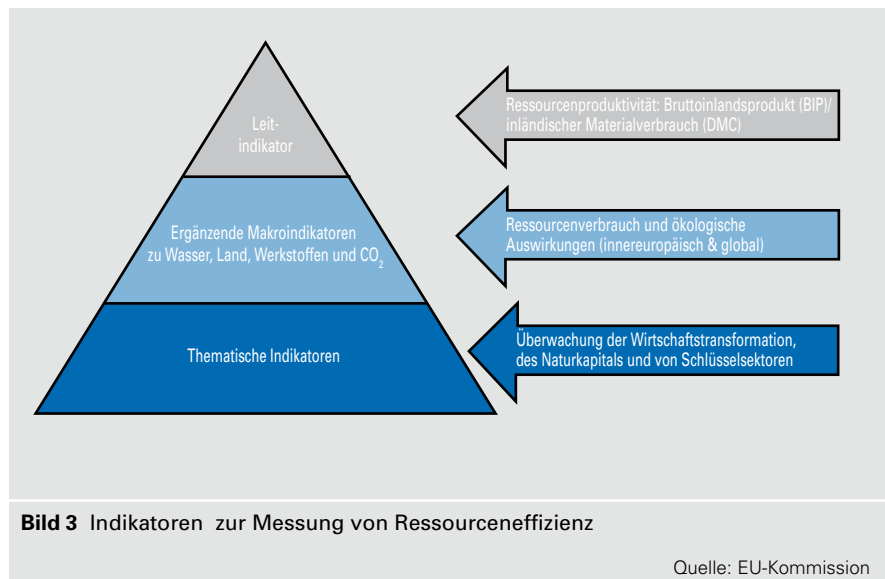 Leit-
indikator
Ressourcenproduktivität: Bruttoinlandsprodukt (BIP)/
inländischer Materialverbrauch (DMC)
Ergänzende Makroindikatoren
zu Wasser, Land, Werkstoffen und CO₂
Ressourcenverbrauch und ökologische
Auswirkungen (innereuropäisch & global)
Thematische Indikatoren
Überwachung der Wirtschaftstransformation,
des Naturkapitals und von Schlüsselsektoren
Bild 3 Indikatoren zur Messung von Ressourceneffizienz
Quelle: EU-Kommission